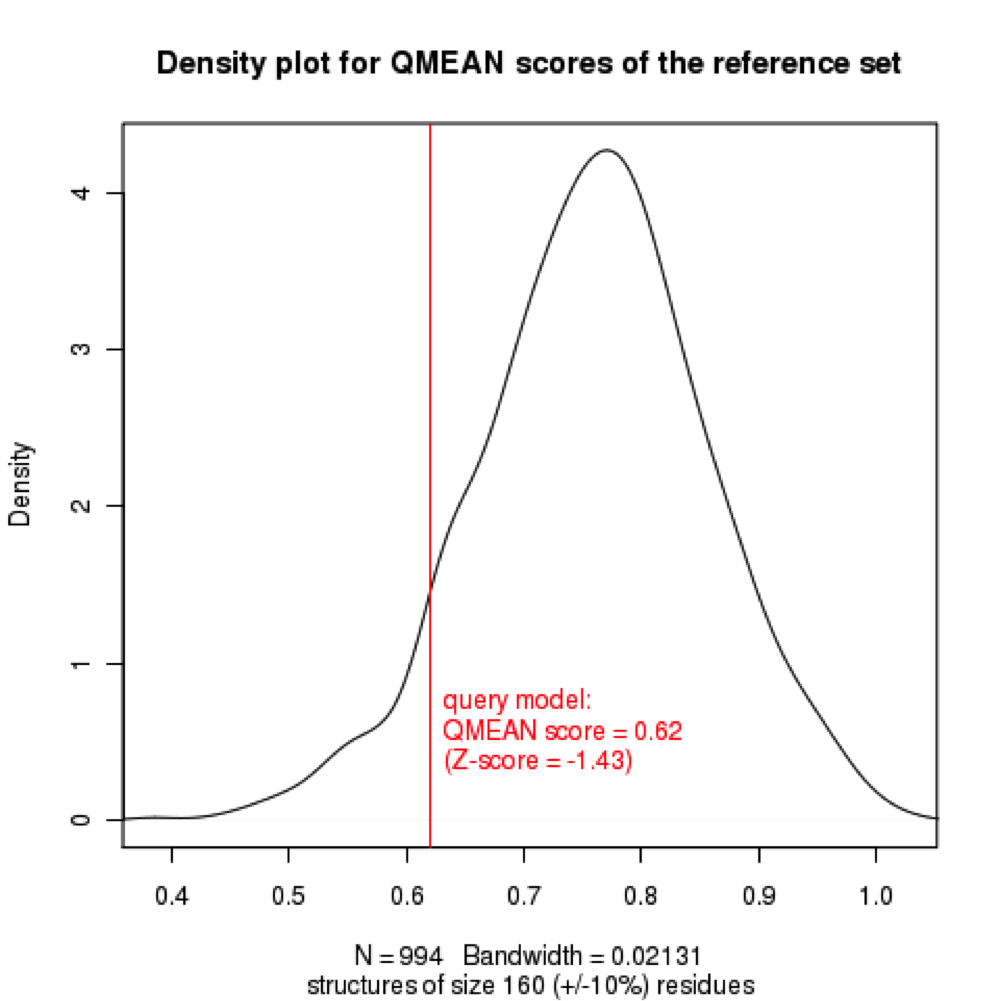 Density plot for QMEAN scores of the reference set
Density
4
3
2
1
0
query model:
QMEAN score = 0.62
(Z-score = -1.43)
0.4 0.5 0.6 0.7 0.8 0.9 1.0
N = 994 Bandwidth = 0.02131
structures of size 160 (+/-10%) residues